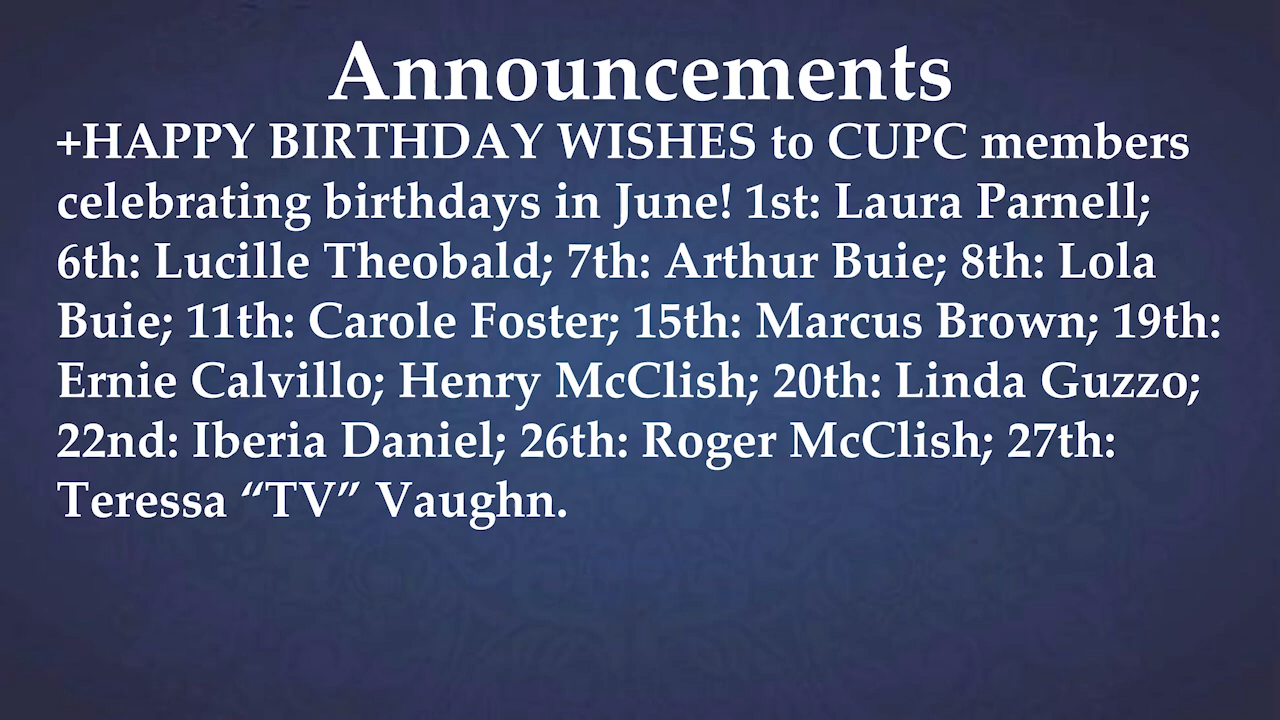 Announcements
+HAPPY BIRTHDAY WISHES to CUPC members
celebrating birthdays in June! 1st: Laura Parnell;
6th: Lucille Theobald; 7th: Arthur Buie; 8th: Lola
Buie; 11th: Carole Foster; 15th: Marcus Brown; 19th:
Ernie Calvillo; Henry McClish; 20th: Linda Guzzo;
22nd: Iberia Daniel; 26th: Roger McClish; 27th:
Teressa “TV” Vaughn.